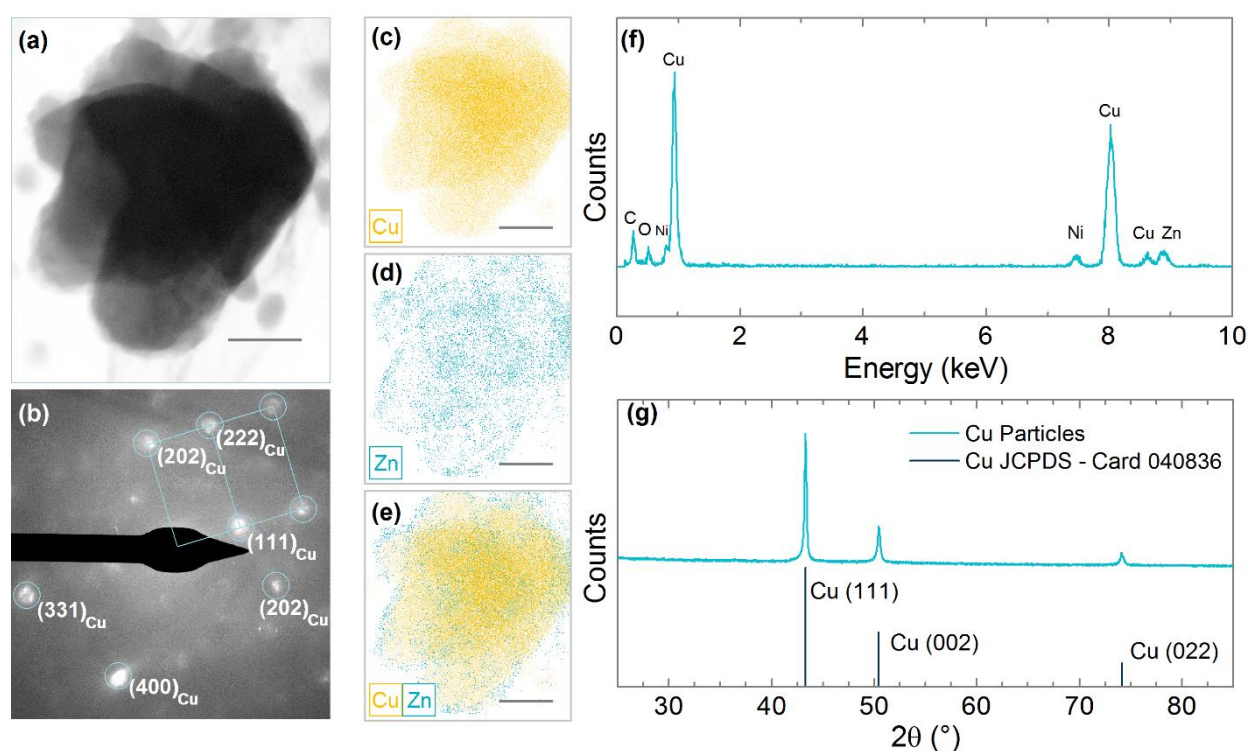 (a)
(b)
(202)Cu
(222)Cu
(111)Cu
(331)Cu
(202)Cu
(400)Cu
(c)
Cu
(d)
Zn
(e)
Cu Zn
(f)
Counts
C
O
Ni
Cu
Ni
Cu
Cu
Zn
0 2 4 6 8 10
Energy (keV)
(g)
Counts
Cu Particles
Cu JCPDS - Card 040836
Cu (111)
Cu (002)
Cu (022)
30 40 50 60 70 80
2θ (°)